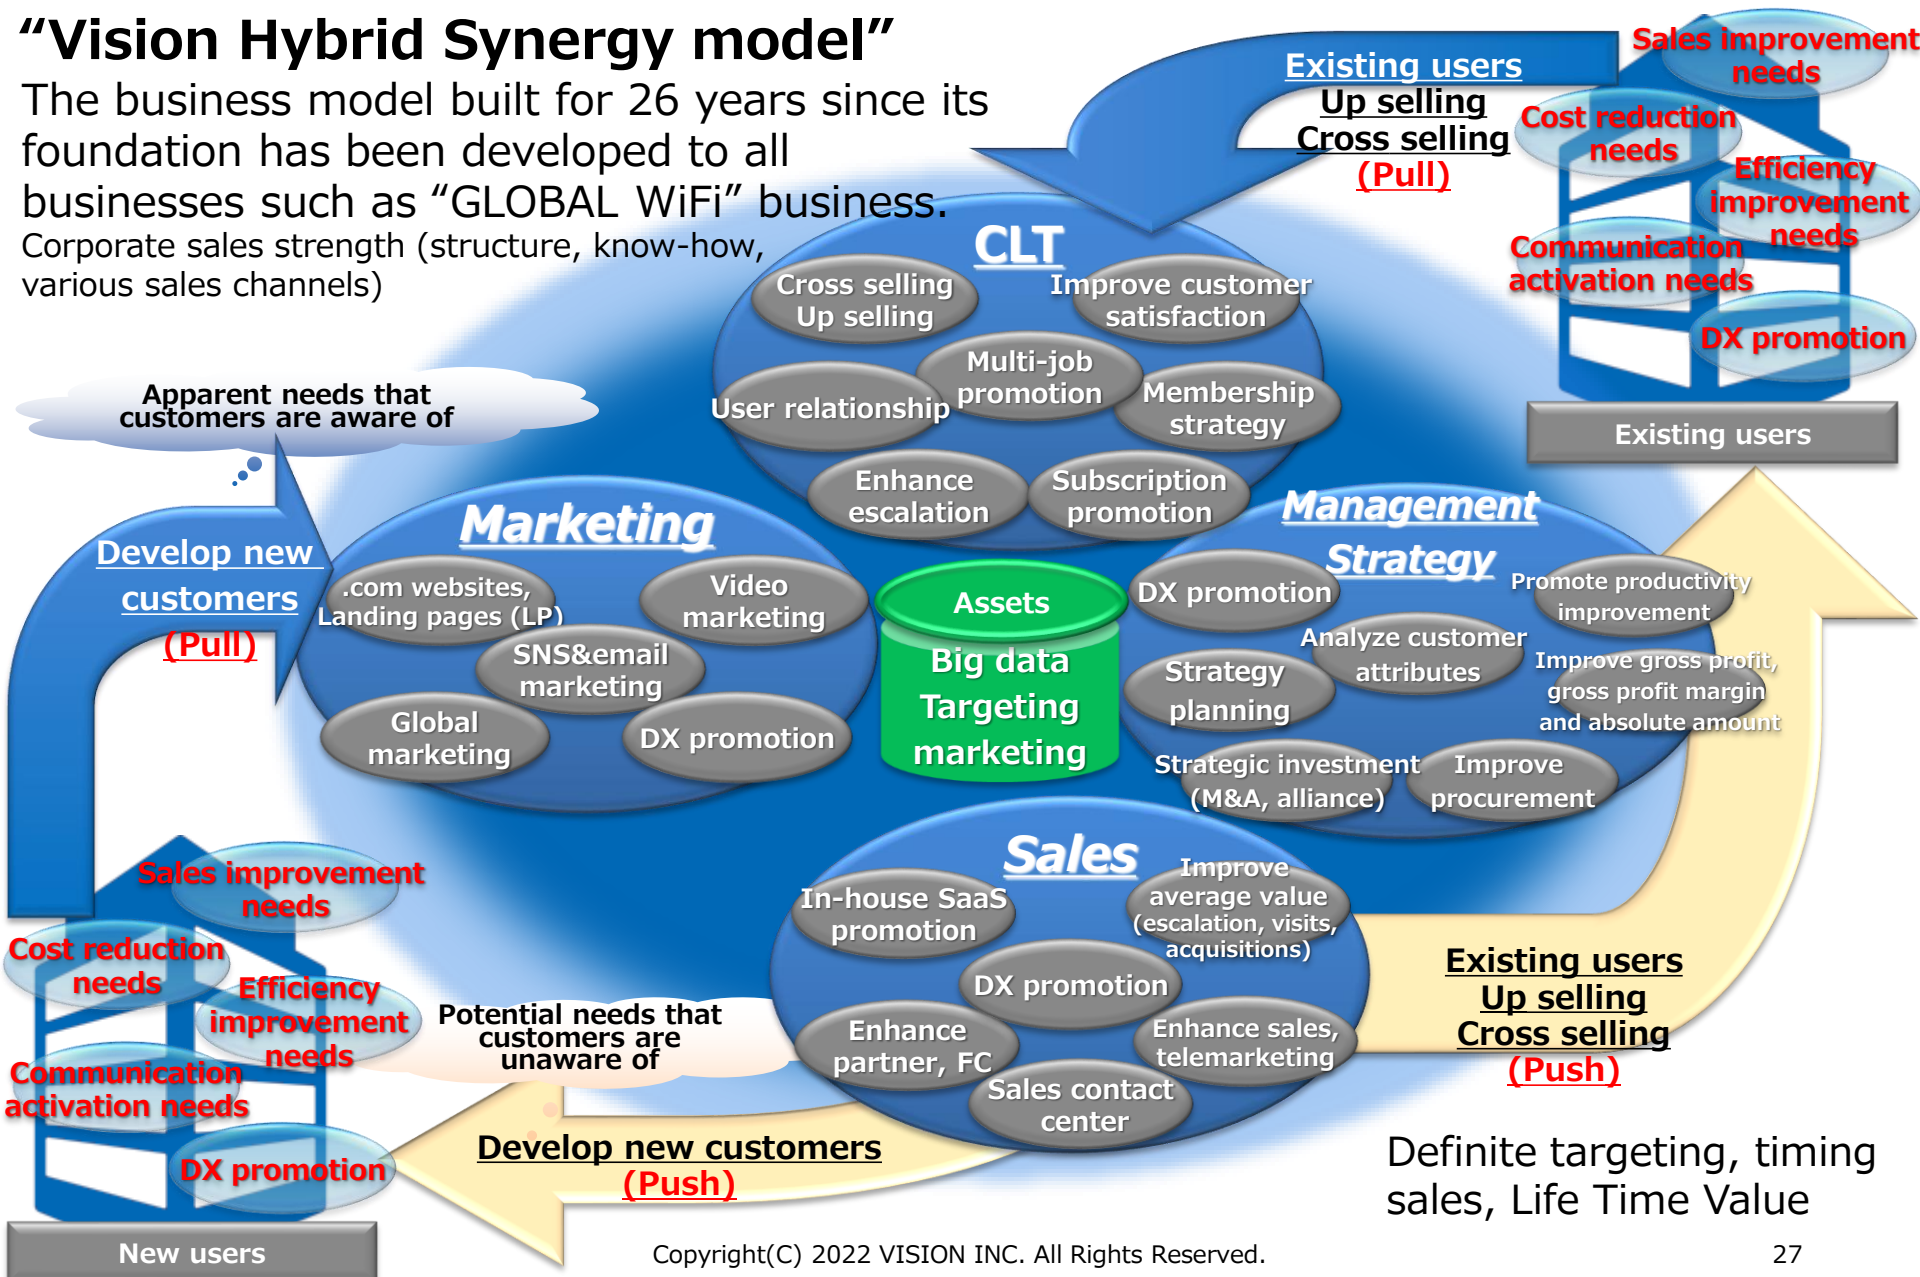 “Vision Hybrid Synergy model”
The business model built for 26 years since its
foundation has been developed to all
businesses such as “GLOBAL WiFi” business.
Corporate sales strength (structure, know-how,
various sales channels)
Existing users
Up selling
Cross selling
(Pull)
Sales improvement
needs
Cost reduction
needs
Efficiency
improvement
needs
Communication
activation needs
DX promotion
Existing users
CLT
Cross selling
Up selling
Improve customer
satisfaction
Multi-job
promotion
User relationship
Membership
strategy
Enhance
escalation
Subscription
promotion
Apparent needs that
customers are aware of
Develop new
customers
(Pull)
Marketing
.com websites,
Landing pages (LP)
Video
marketing
SNS&email
marketing
Global
marketing
DX promotion
Assets
Big data
Targeting
marketing
Management
Strategy
DX promotion
Promote productivity
improvement
Analyze customer
attributes
Strategy
planning
Improve gross profit,
gross profit margin
and absolute amount
Strategic investment
(M&A, alliance)
Improve
procurement
Sales
In-house SaaS
promotion
Improve
average value
(escalation, visits,
acquisitions)
DX promotion
Enhance
partner, FC
Enhance sales,
telemarketing
Sales contact
center
Existing users
Up selling
Cross selling
(Push)
Sales improvement
needs
Cost reduction
needs
Efficiency
improvement
needs
Communication
activation needs
DX promotion
New users
Potential needs that
customers are
unaware of
Develop new customers
(Push)
Definite targeting, timing
sales, Life Time Value
Copyright(C) 2022 VISION INC. All Rights Reserved.
27